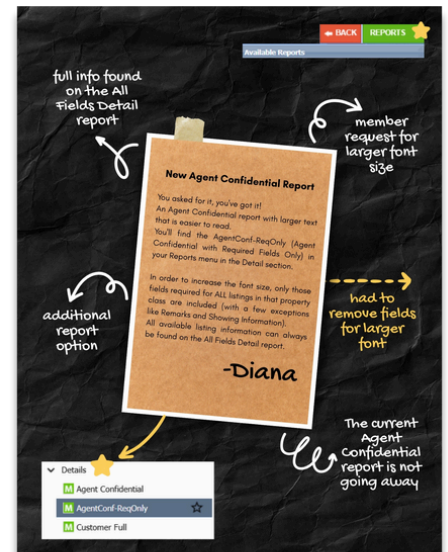 BACK
REPORTS
Available Reports
full info found
on the All
Fields Detail
report
member
request for
larger font
size
New Agent Confidential Report
You asked for it, you've got it!
An Agent Confidential report with larger text
that is easier to read.
You'll find the AgentConf-ReqOnly (Agent
Confidential with Required Fields Only) in
your Reports menu in the Detail section.
In order to increase the font size, only those
fields required for ALL listings in that property
class are included (with a few exceptions
like Remarks and Showing Information).
All available listing information can always
be found on the All Fields Detail report.
-Diana
additional
report
option
had to
remove fields
for larger
font
The current
Agent
Confidential
report is not
going away
Details
M Agent Confidential
M AgentConf-ReqOnly
M Customer Full